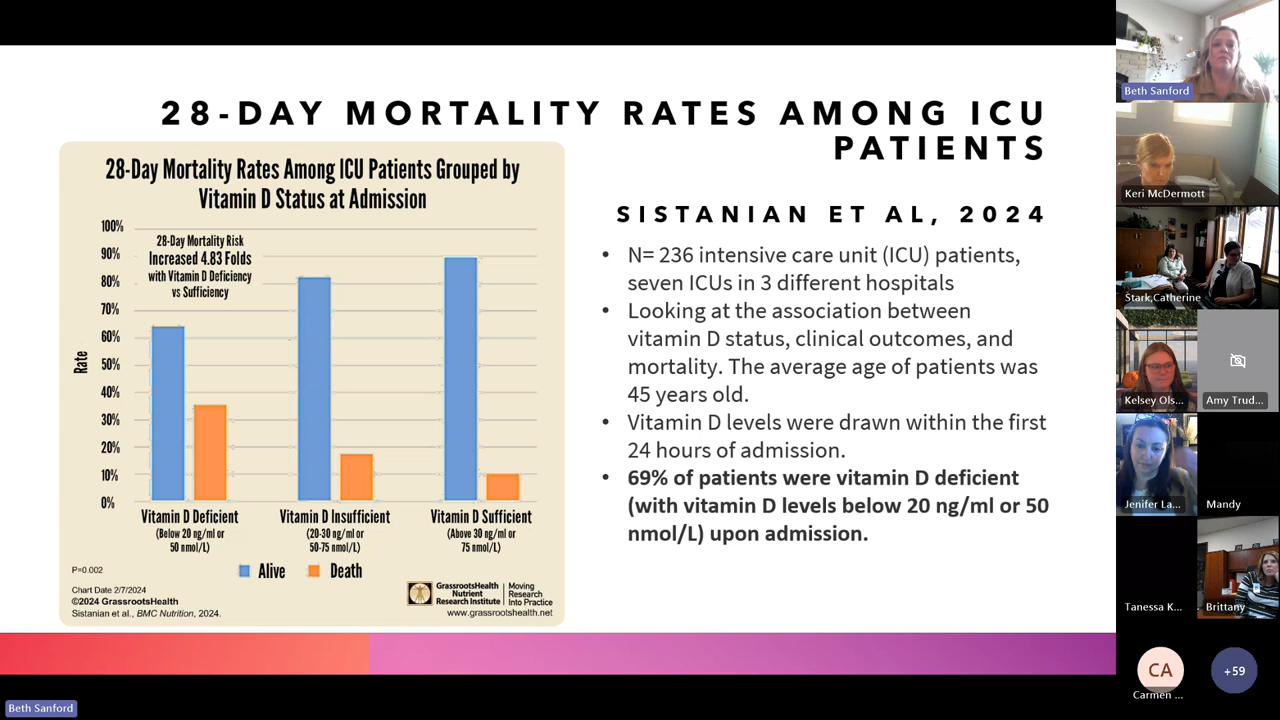 28-DAY MORTALITY RATES AMONG ICU
PATIENTS
28-Day Mortality Rates Among ICU Patients Grouped by
Vitamin D Status at Admission
28-Day Mortality Risk
Increased 4.83 Folds
with Vitamin D Deficiency
vs Sufficiency
Rate
100%
90%
80%
70%
60%
50%
40%
30%
20%
10%
0%
Vitamin D Deficient
(Below 20 ng/ml or
50 nmol/L)
Vitamin D Insufficient
(20-30 ng/ml or
50-75 nmol/L)
Vitamin D Sufficient
(Above 30 ng/ml or
75 nmol/L)
Alive
Death
P=0.002
Chart Date 2/7/2024
©2024 GrassrootsHealth
Sistanian et al., BMC Nutrition, 2024.
GrassrootsHealth
Nutrient
Research Institute
Moving
Research
Into Practice
www.grassrootshealth.net
SISTANIAN ET AL, 2024
• N= 236 intensive care unit (ICU) patients,
seven ICUs in 3 different hospitals
• Looking at the association between
vitamin D status, clinical outcomes, and
mortality. The average age of patients was
45 years old.
• Vitamin D levels were drawn within the first
24 hours of admission.
• 69% of patients were vitamin D deficient
(with vitamin D levels below 20 ng/ml or 50
nmol/L) upon admission.
Beth Sanford
Keri McDermott
Stark,Catherine
Kelsey Ols...
Amy Trud...
Jenifer La...
Mandy
Tanessa K...
Brittany
CA
Carmen ...
+59
Beth Sanford